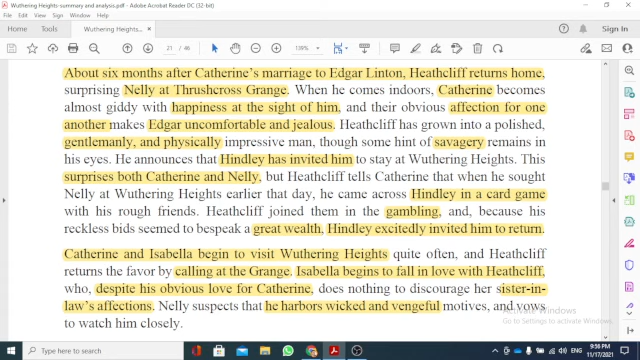 Wuthering Heights-summary and analysis.pdf - Adobe Acrobat Reader DC (32-bit)
File Edit View Sign Window Help
Home Tools Wuthering Heights-... × Sign In
21 / 46 139%
About six months after Catherine's marriage to Edgar Linton, Heathcliff returns home,
surprising Nelly at Thrushcross Grange. When he comes indoors, Catherine becomes
almost giddy with happiness at the sight of him, and their obvious affection for one
another makes Edgar uncomfortable and jealous. Heathcliff has grown into a polished,
gentlemanly, and physically impressive man, though some hint of savagery remains in
his eyes. He announces that Hindley has invited him to stay at Wuthering Heights. This
surprises both Catherine and Nelly, but Heathcliff tells Catherine that when he sought
Nelly at Wuthering Heights earlier that day, he came across Hindley in a card game
with his rough friends. Heathcliff joined them in the gambling, and, because his
reckless bids seemed to bespeak a great wealth, Hindley excitedly invited him to return.
Catherine and Isabella begin to visit Wuthering Heights quite often, and Heathcliff
returns the favor by calling at the Grange. Isabella begins to fall in love with Heathcliff,
who, despite his obvious love for Catherine, does nothing to discourage her sister-in-
law's affections. Nelly suspects that he harbors wicked and vengeful motives, and vows
to watch him closely.
Activate Windows
Go to Settings to activate Windows.
Type here to search
ENG
9:56 PM
11/17/2021